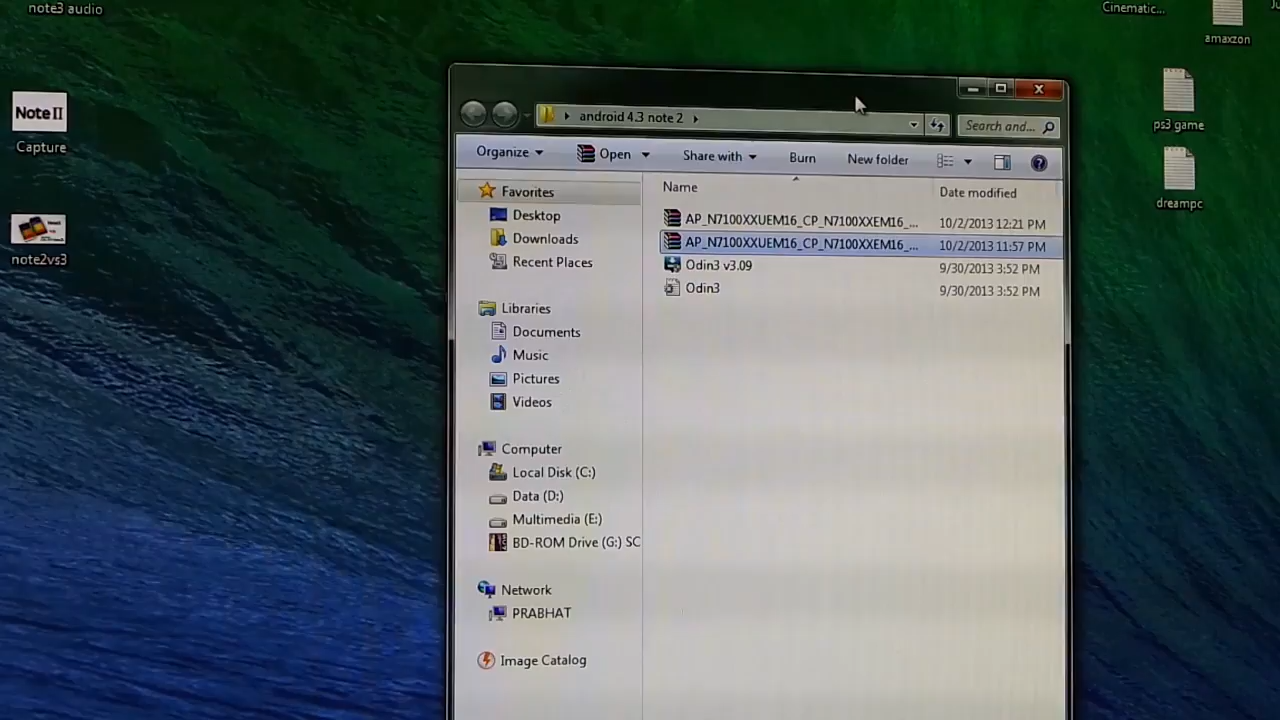 note3 audio
Cinematic...
amaxzon
Note II
Capture
ps3 game
note2vs3
dreampc
android 4.3 note 2
Search and...
Organize
Open
Share with
Burn
New folder
Name
Date modified
AP_N7100XXUEM16_CP_N7100XXEM16_... 10/2/2013 12:21 PM
AP_N7100XXUEM16_CP_N7100XXEM16_... 10/2/2013 11:57 PM
Odin3 v3.09 9/30/2013 3:52 PM
Odin3 9/30/2013 3:52 PM
Favorites
Desktop
Downloads
Recent Places
Libraries
Documents
Music
Pictures
Videos
Computer
Local Disk (C:)
Data (D:)
Multimedia (E:)
BD-ROM Drive (G:) SC
Network
PRABHAT
Image Catalog